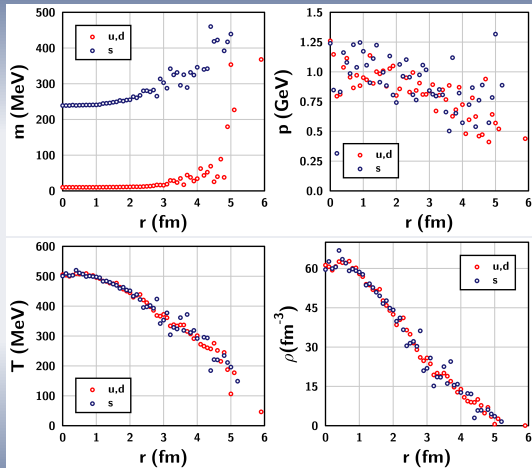 500
400
300
200
100
0
m (MeV)
u,d
s
0 1 2 3 4 5 6
r (fm)
1.5
1.25
1.0
0.75
0.5
0.25
0.0
p (GeV)
u,d
s
0 1 2 3 4 5 6
r (fm)
600
500
400
300
200
100
0
T (MeV)
u,d
s
0 1 2 3 4 5 6
r (fm)
60
45
30
15
0
ρ(fm⁻³)
u,d
s
0 1 2 3 4 5 6
r (fm)